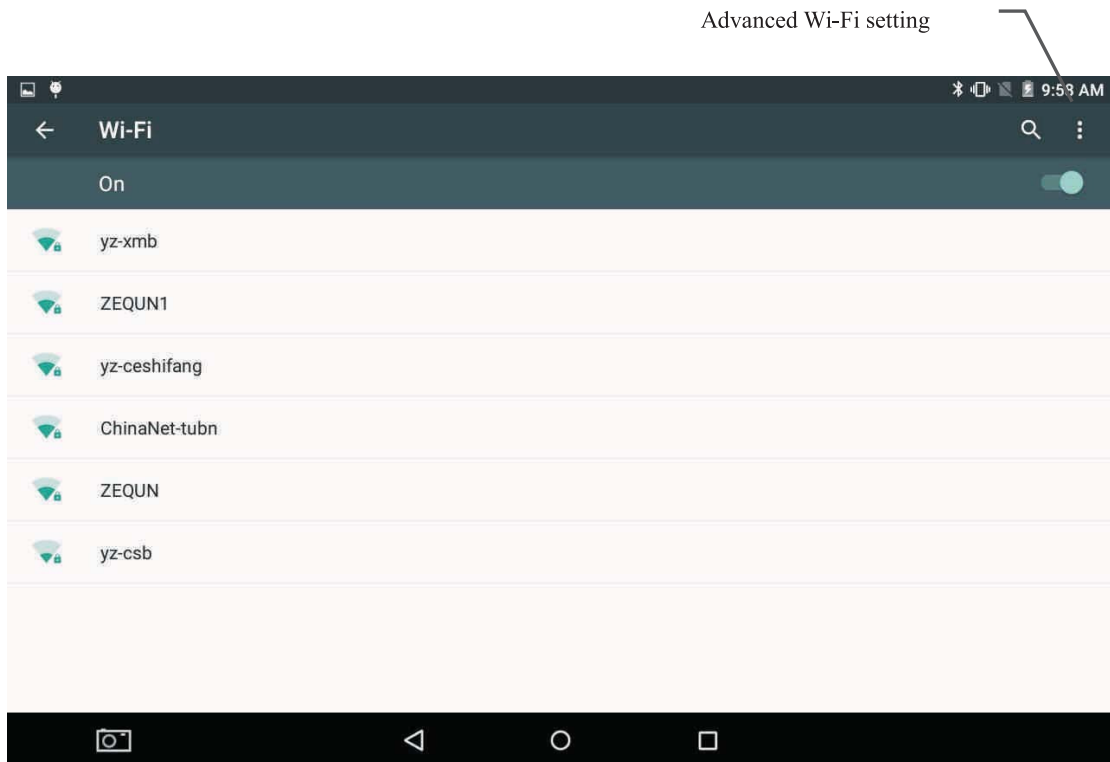 Advanced Wi-Fi setting
9:53 AM
Wi-Fi
On
yz-xmb
ZEQUN1
yz-ceshifang
ChinaNet-tubn
ZEQUN
yz-csb